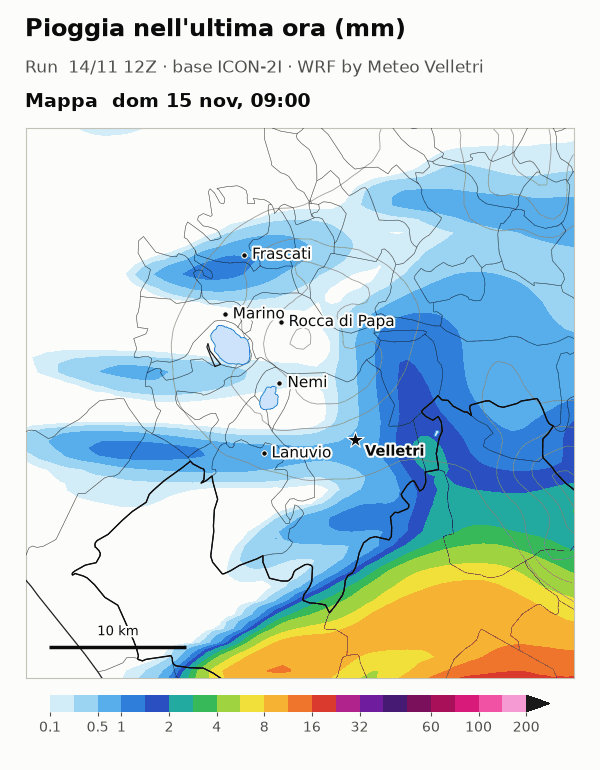 Pioggia nell'ultima ora (mm)
Run  14/11 12Z · base ICON-2I · WRF by Meteo Velletri
Mappa  dom 15 nov, 09:00
Frascati
Marino
Rocca di Papa
Nemi
Velletri
Lanuvio
10 km
0.1 0.5 1 2 4 8 16 32 60 100 200